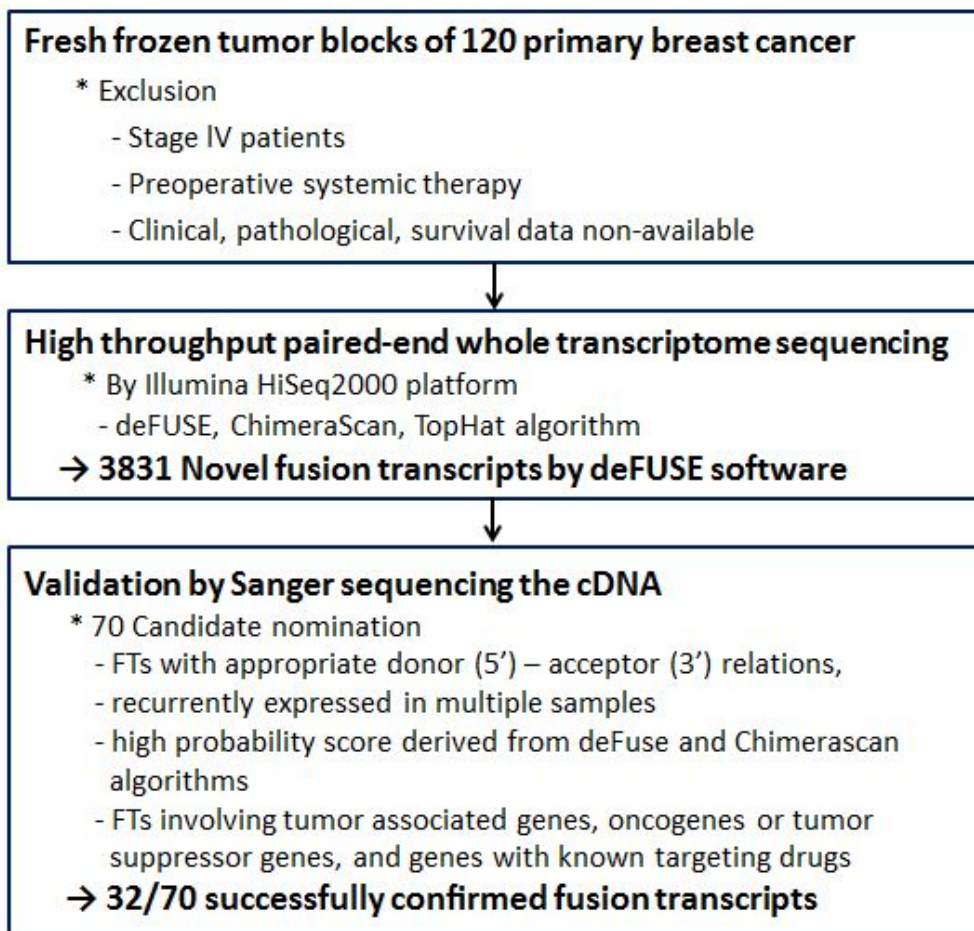 Fresh frozen tumor blocks of 120 primary breast cancer
* Exclusion
- Stage IV patients
- Preoperative systemic therapy
- Clinical, pathological, survival data non-available
High throughput paired-end whole transcriptome sequencing
* By Illumina HiSeq2000 platform
- deFUSE, ChimeraScan, TopHat algorithm
→ 3831 Novel fusion transcripts by deFUSE software
Validation by Sanger sequencing the cDNA
* 70 Candidate nomination
- FTs with appropriate donor (5’) – acceptor (3’) relations,
- recurrently expressed in multiple samples
- high probability score derived from deFuse and Chimerascan
algorithms
- FTs involving tumor associated genes, oncogenes or tumor
suppressor genes, and genes with known targeting drugs
→ 32/70 successfully confirmed fusion transcripts